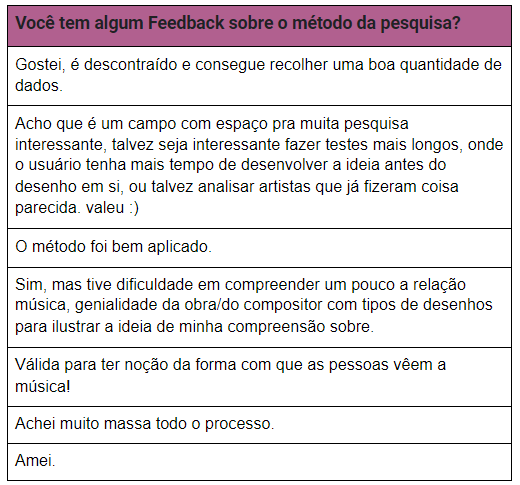 Você tem algum Feedback sobre o método da pesquisa?
Gostei, é descontraído e consegue recolher uma boa quantidade de
dados.
Acho que é um campo com espaço pra muita pesquisa
interessante, talvez seja interessante fazer testes mais longos, onde
o usuário tenha mais tempo de desenvolver a ideia antes do
desenho em si, ou talvez analisar artistas que já fizeram coisa
parecida. valeu :)
O método foi bem aplicado.
Sim, mas tive dificuldade em compreender um pouco a relação
música, genialidade da obra/do compositor com tipos de desenhos
para ilustrar a ideia de minha compreensão sobre.
Válida para ter noção da forma com que as pessoas vêem a
música!
Achei muito massa todo o processo.
Amei.